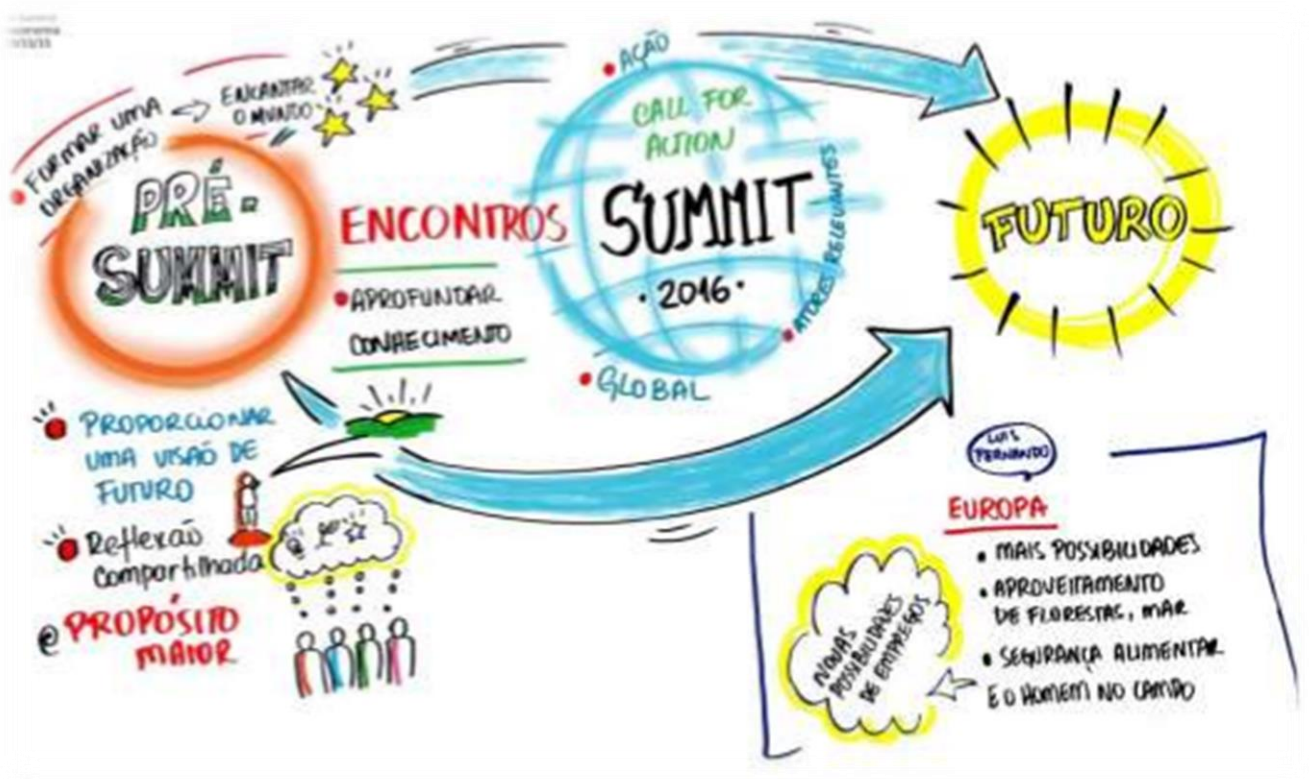 FORMAR UMA
ORGANIZAÇÃO
ENCANTAR
O MUNDO
PRÉ-
SUMMIT
ENCONTROS
APROFUNDAR
CONHECIMENTO
AÇÃO
CALL FOR
ACTION
SUMMIT
• 2016 •
ATORES RELEVANTES
GLOBAL
FUTURO
PROPORCIONAR
UMA VISÃO DE
FUTURO
Reflexão
Compartilhada
e PROPÓSITO
MAIOR
LUIS
FERNANDO
EUROPA
• MAIS POSSIBILIDADES
• APROVEITAMENTO
DE FLORESTAS, MAR
• SEGURANÇA ALIMENTAR
E O HOMEM NO CAMPO
NOVAS
POSSIBILIDADES
DE EMPREGOS